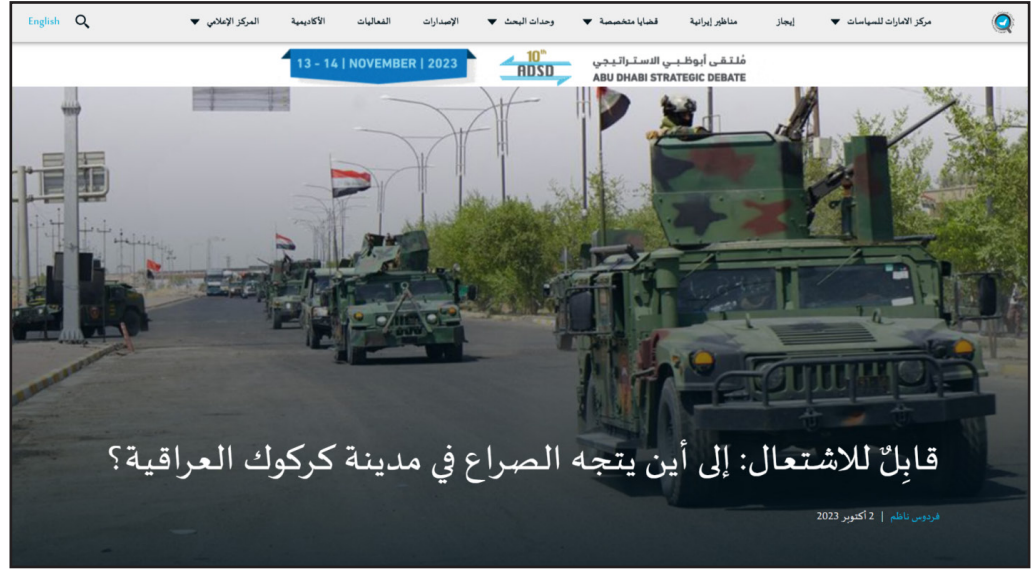 مركز الامارات للسياسات إيجاز مناظير إيرانية قضايا متخصصة وحدات البحث الإصدارات الفعاليات الأكاديمية المركز الإعلامي English
مُلتقى أبوظبي الاستراتيجي
ABU DHABI STRATEGIC DEBATE
10th
ADSD
13 - 14 | NOVEMBER | 2023
قابِلٌ للاشتعال: إلى أين يتجه الصراع في مدينة كركوك العراقية؟
فردوس ناظم | 2 أكتوبر 2023